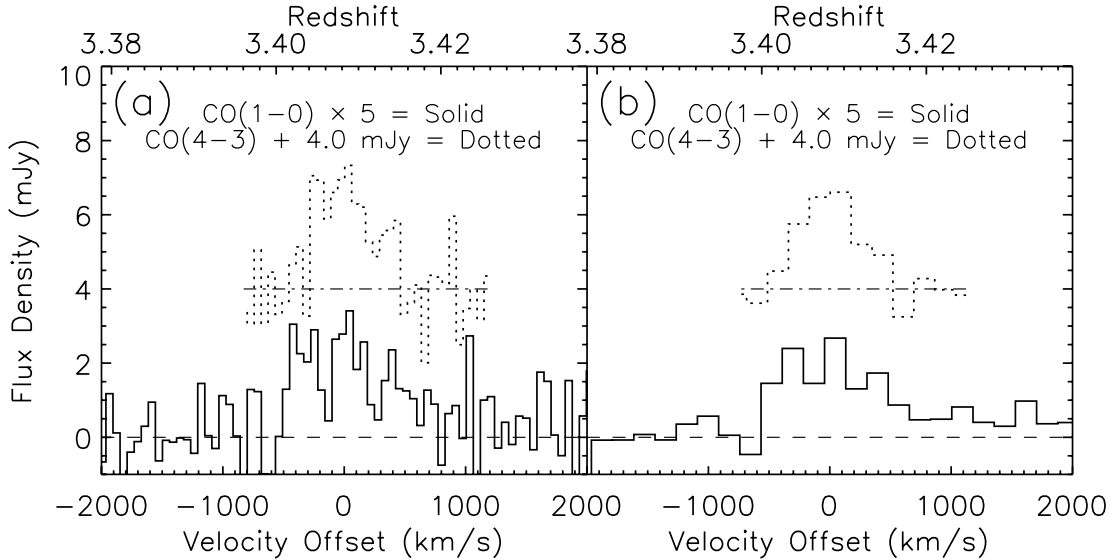 Redshift Redshift
3.38 3.40 3.42 3.38 3.40 3.42
(a) (b)
CO(1−0) × 5 = Solid
CO(4−3) + 4.0 mJy = Dotted
CO(1−0) × 5 = Solid
CO(4−3) + 4.0 mJy = Dotted
10
8
6
4
2
0
Flux Density (mJy)
−2000 −1000 0 1000 2000 −1000 0 1000 2000
Velocity Offset (km/s) Velocity Offset (km/s)